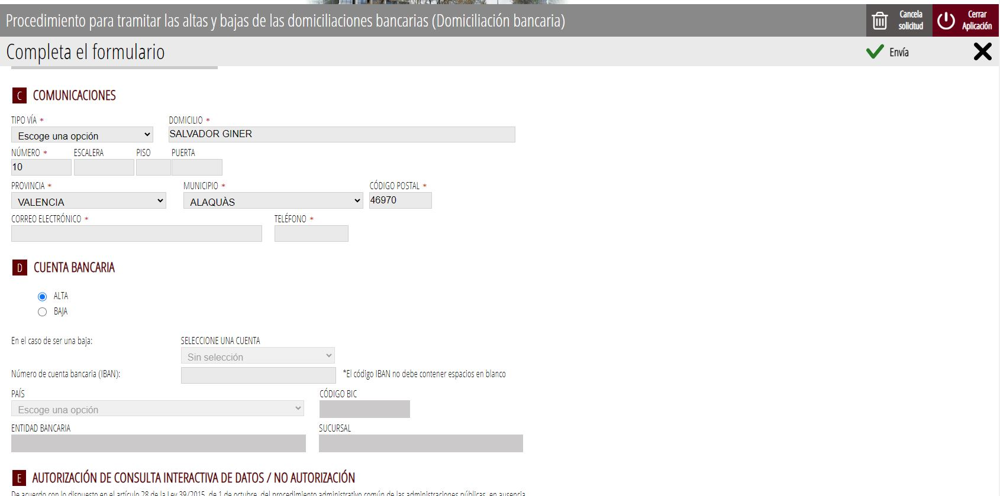 Procedimiento para tramitar las altas y bajas de las domiciliaciones bancarias (Domiciliación bancaria)
Cancela
solicitud
Cerrar
Aplicación
Completa el formulario
Envía
C COMUNICACIONES
TIPO VÍA * DOMICILIO *
Escoge una opción SALVADOR GINER
NÚMERO * ESCALERA PISO PUERTA
10
PROVINCIA * MUNICIPIO * CÓDIGO POSTAL *
VALENCIA ALAQUÀS 46970
CORREO ELECTRÓNICO * TELÉFONO *
D CUENTA BANCARIA
ALTA
BAJA
En el caso de ser una baja: SELECCIONE UNA CUENTA
Sin selección
Número de cuenta bancaria (IBAN): *El código IBAN no debe contener espacios en blanco
PAÍS CÓDIGO BIC
Escoge una opción
ENTIDAD BANCARIA SUCURSAL
E AUTORIZACIÓN DE CONSULTA INTERACTIVA DE DATOS / NO AUTORIZACIÓN
De acuerdo con lo dispuesto en el artículo 28 de la Ley 39/2015, de 1 de octubre, del procedimiento administrativo común de las administraciones públicas, en ausencia